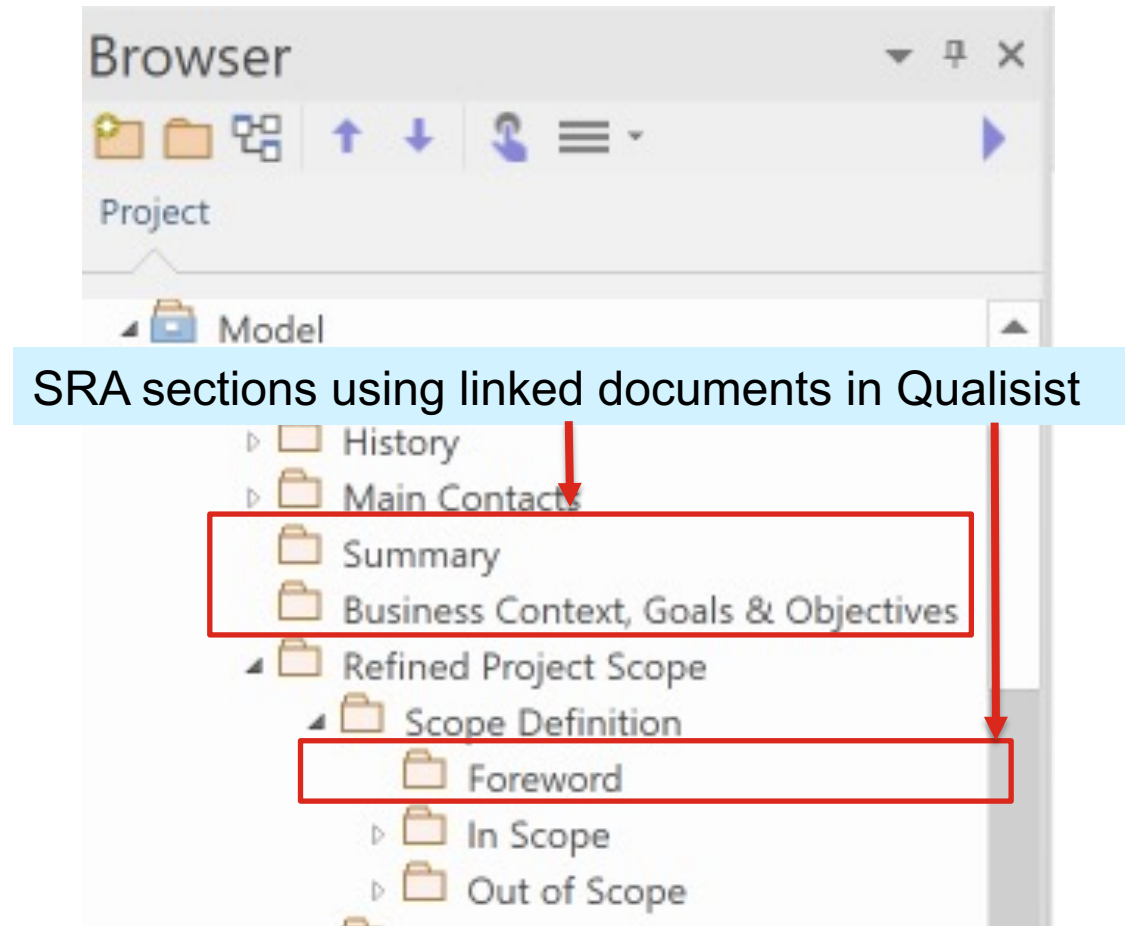 Browser
Project
Model
SRA sections using linked documents in Qualisist
History
Main Contacts
Summary
Business Context, Goals & Objectives
Refined Project Scope
Scope Definition
Foreword
In Scope
Out of Scope